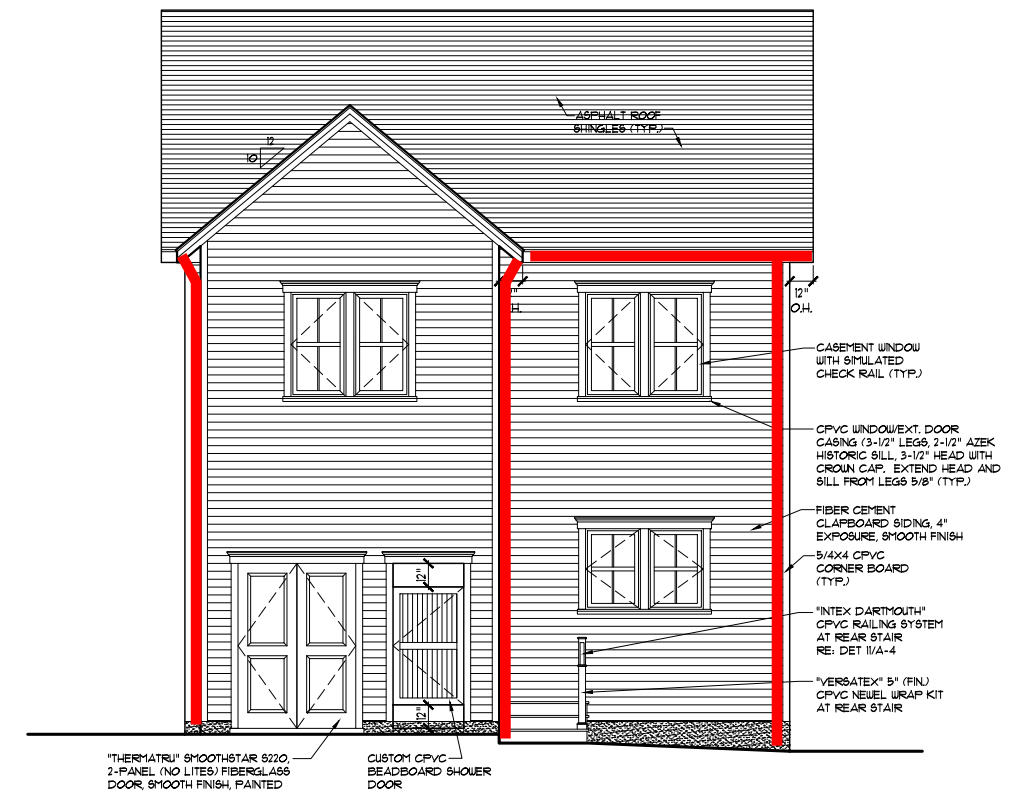 ASPHALT ROOF
SHINGLES (TYP.)
12
10
12"
O.H.
"
H.
CASEMENT WINDOW
WITH SIMULATED
CHECK RAIL (TYP.)
CPVC WINDOW/EXT. DOOR
CASING (3-1/2" LEGS, 2-1/2" AZEK
HISTORIC SILL, 3-1/2" HEAD WITH
CROWN CAP. EXTEND HEAD AND
SILL FROM LEGS 5/8" (TYP.)
FIBER CEMENT
CLAPBOARD SIDING, 4"
EXPOSURE, SMOOTH FINISH
5/4X4 CPVC
CORNER BOARD
(TYP.)
12"
"INTEX DARTMOUTH"
CPVC RAILING SYSTEM
AT REAR STAIR
RE: DET 11/A-4
"VERSATEX" 5" (FIN.)
CPVC NEWEL WRAP KIT
AT REAR STAIR
12"
"THERMATRU" SMOOTHSTAR S220,
2-PANEL (NO LITES) FIBERGLASS
DOOR, SMOOTH FINISH, PAINTED
CUSTOM CPVC
BEADBOARD SHOWER
DOOR